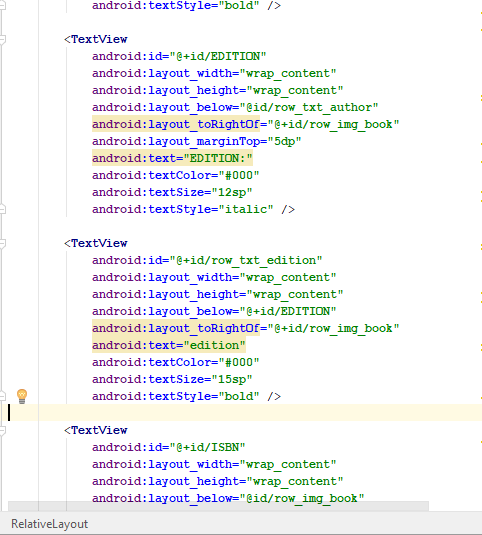 android:textStyle="bold" />
<TextView
android:id="@+id/EDITION"
android:layout_width="wrap_content"
android:layout_height="wrap_content"
android:layout_below="@id/row_txt_author"
android:layout_toRightOf="@+id/row_img_book"
android:layout_marginTop="5dp"
android:text="EDITION:"
android:textColor="#000"
android:textSize="12sp"
android:textStyle="italic" />
<TextView
android:id="@+id/row_txt_edition"
android:layout_width="wrap_content"
android:layout_height="wrap_content"
android:layout_below="@id/EDITION"
android:layout_toRightOf="@+id/row_img_book"
android:text="edition"
android:textColor="#000"
android:textSize="15sp"
android:textStyle="bold" />
<TextView
android:id="@+id/ISBN"
android:layout_width="wrap_content"
android:layout_height="wrap_content"
android:layout_below="@id/row_img_book"
RelativeLayout